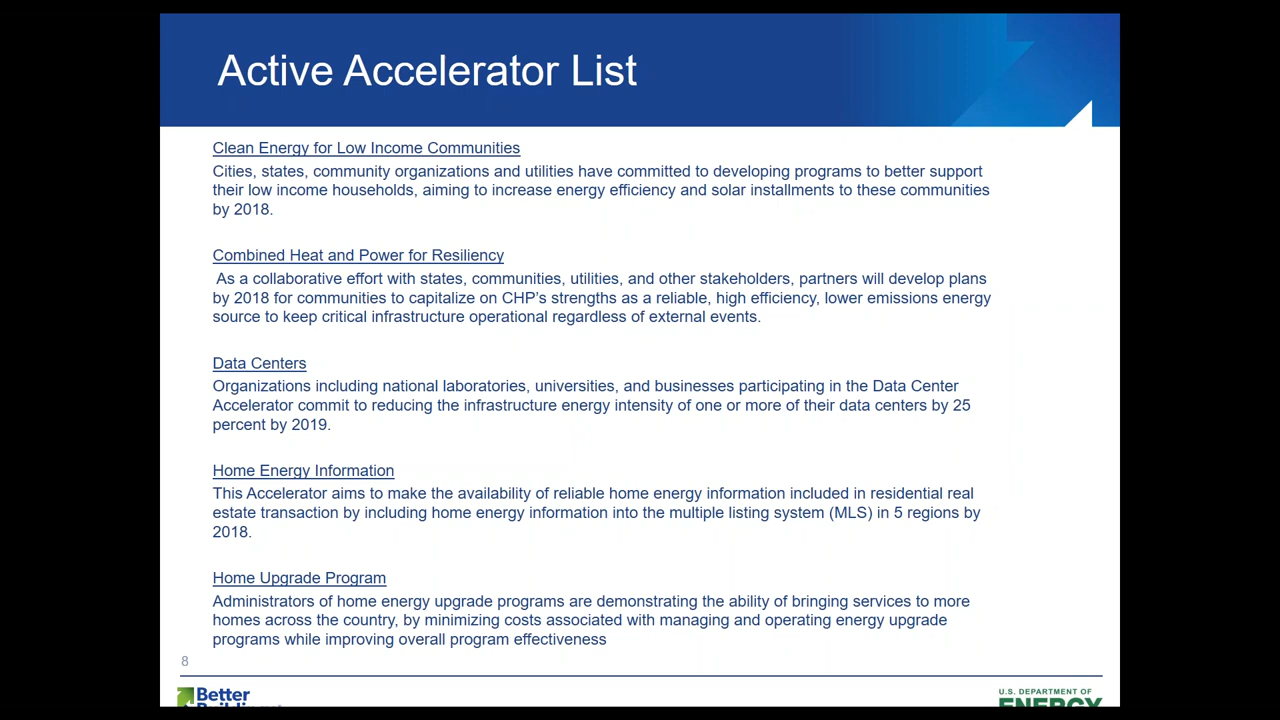 Active Accelerator List
Clean Energy for Low Income Communities
Cities, states, community organizations and utilities have committed to developing programs to better support
their low income households, aiming to increase energy efficiency and solar installments to these communities
by 2018.
Combined Heat and Power for Resiliency
As a collaborative effort with states, communities, utilities, and other stakeholders, partners will develop plans
by 2018 for communities to capitalize on CHP's strengths as a reliable, high efficiency, lower emissions energy
source to keep critical infrastructure operational regardless of external events.
Data Centers
Organizations including national laboratories, universities, and businesses participating in the Data Center
Accelerator commit to reducing the infrastructure energy intensity of one or more of their data centers by 25
percent by 2019.
Home Energy Information
This Accelerator aims to make the availability of reliable home energy information included in residential real
estate transaction by including home energy information into the multiple listing system (MLS) in 5 regions by
2018.
Home Upgrade Program
Administrators of home energy upgrade programs are demonstrating the ability of bringing services to more
homes across the country, by minimizing costs associated with managing and operating energy upgrade
programs while improving overall program effectiveness
8
Better
U.S. DEPARTMENT OF
ENERGY